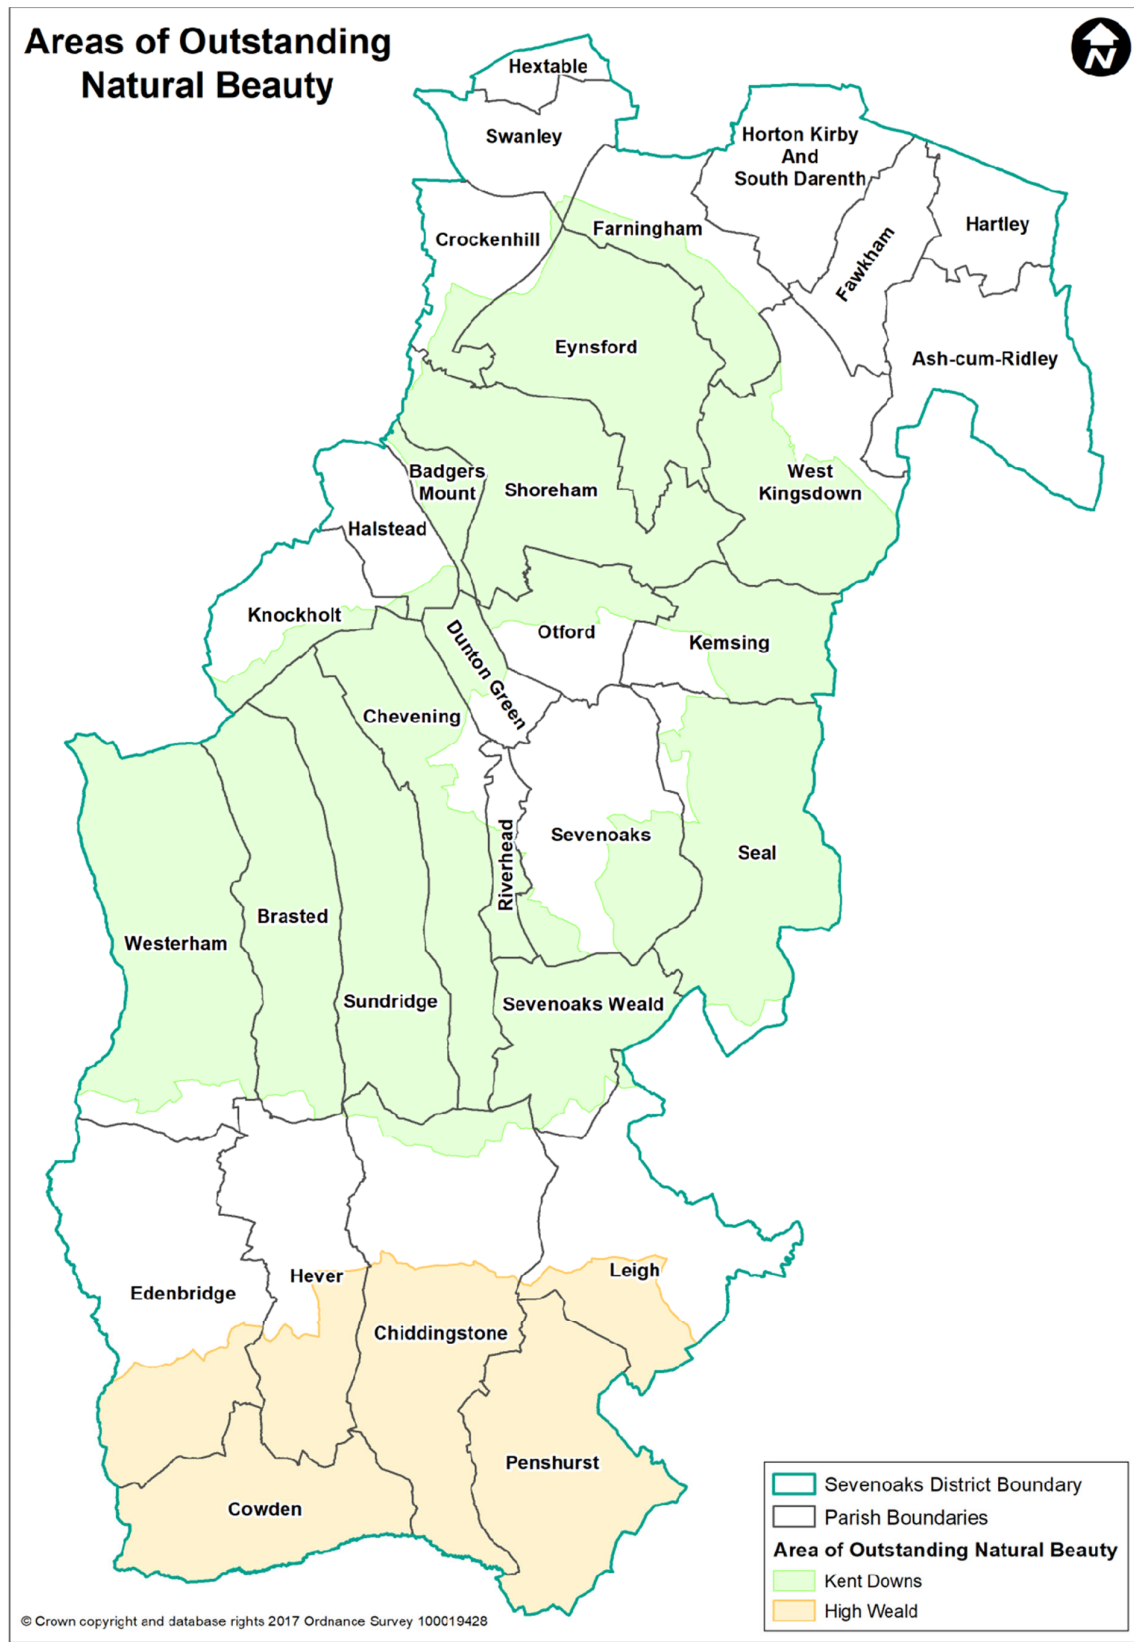 Areas of Outstanding
Natural Beauty
N
Hextable
Swanley
Horton Kirby
And
South Darenth
Farningham
Hartley
Crockenhill
Fawkham
Eynsford
Ash-cum-Ridley
Badgers
Mount
Shoreham
West
Kingsdown
Halstead
Knockholt
Otford
Kemsing
Dunton Green
Chevening
Sevenoaks
Riverhead
Seal
Brasted
Westerham
Sundridge
Sevenoaks Weald
Hever
Leigh
Edenbridge
Chiddingstone
Penshurst
Cowden
Sevenoaks District Boundary
Parish Boundaries
Area of Outstanding Natural Beauty
Kent Downs
High Weald
© Crown copyright and database rights 2017 Ordnance Survey 100019428